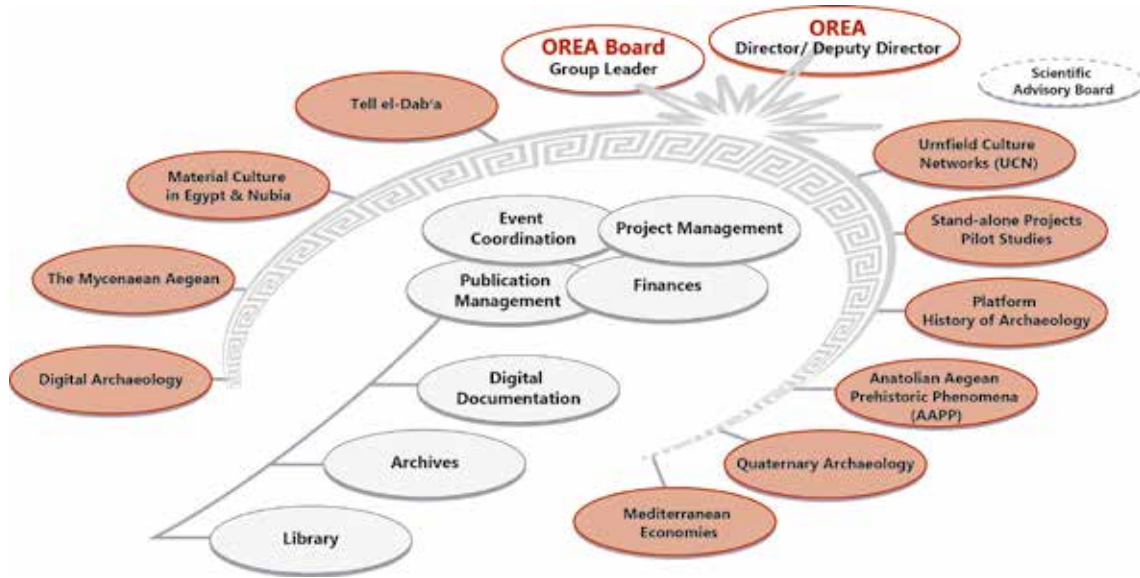 OREA Board
Group Leader
OREA
Director/ Deputy Director
Scientific
Advisory Board
Tell el-Dab‘a
Material Culture
in Egypt & Nubia
The Mycenaean Aegean
Digital Archaeology
Urnfield Culture
Networks (UCN)
Stand-alone Projects
Pilot Studies
Platform
History of Archaeology
Anatolian Aegean
Prehistoric Phenomena
(AAPP)
Quaternary Archaeology
Mediterranean
Economies
Event
Coordination
Project Management
Publication
Management
Finances
Digital
Documentation
Archives
Library